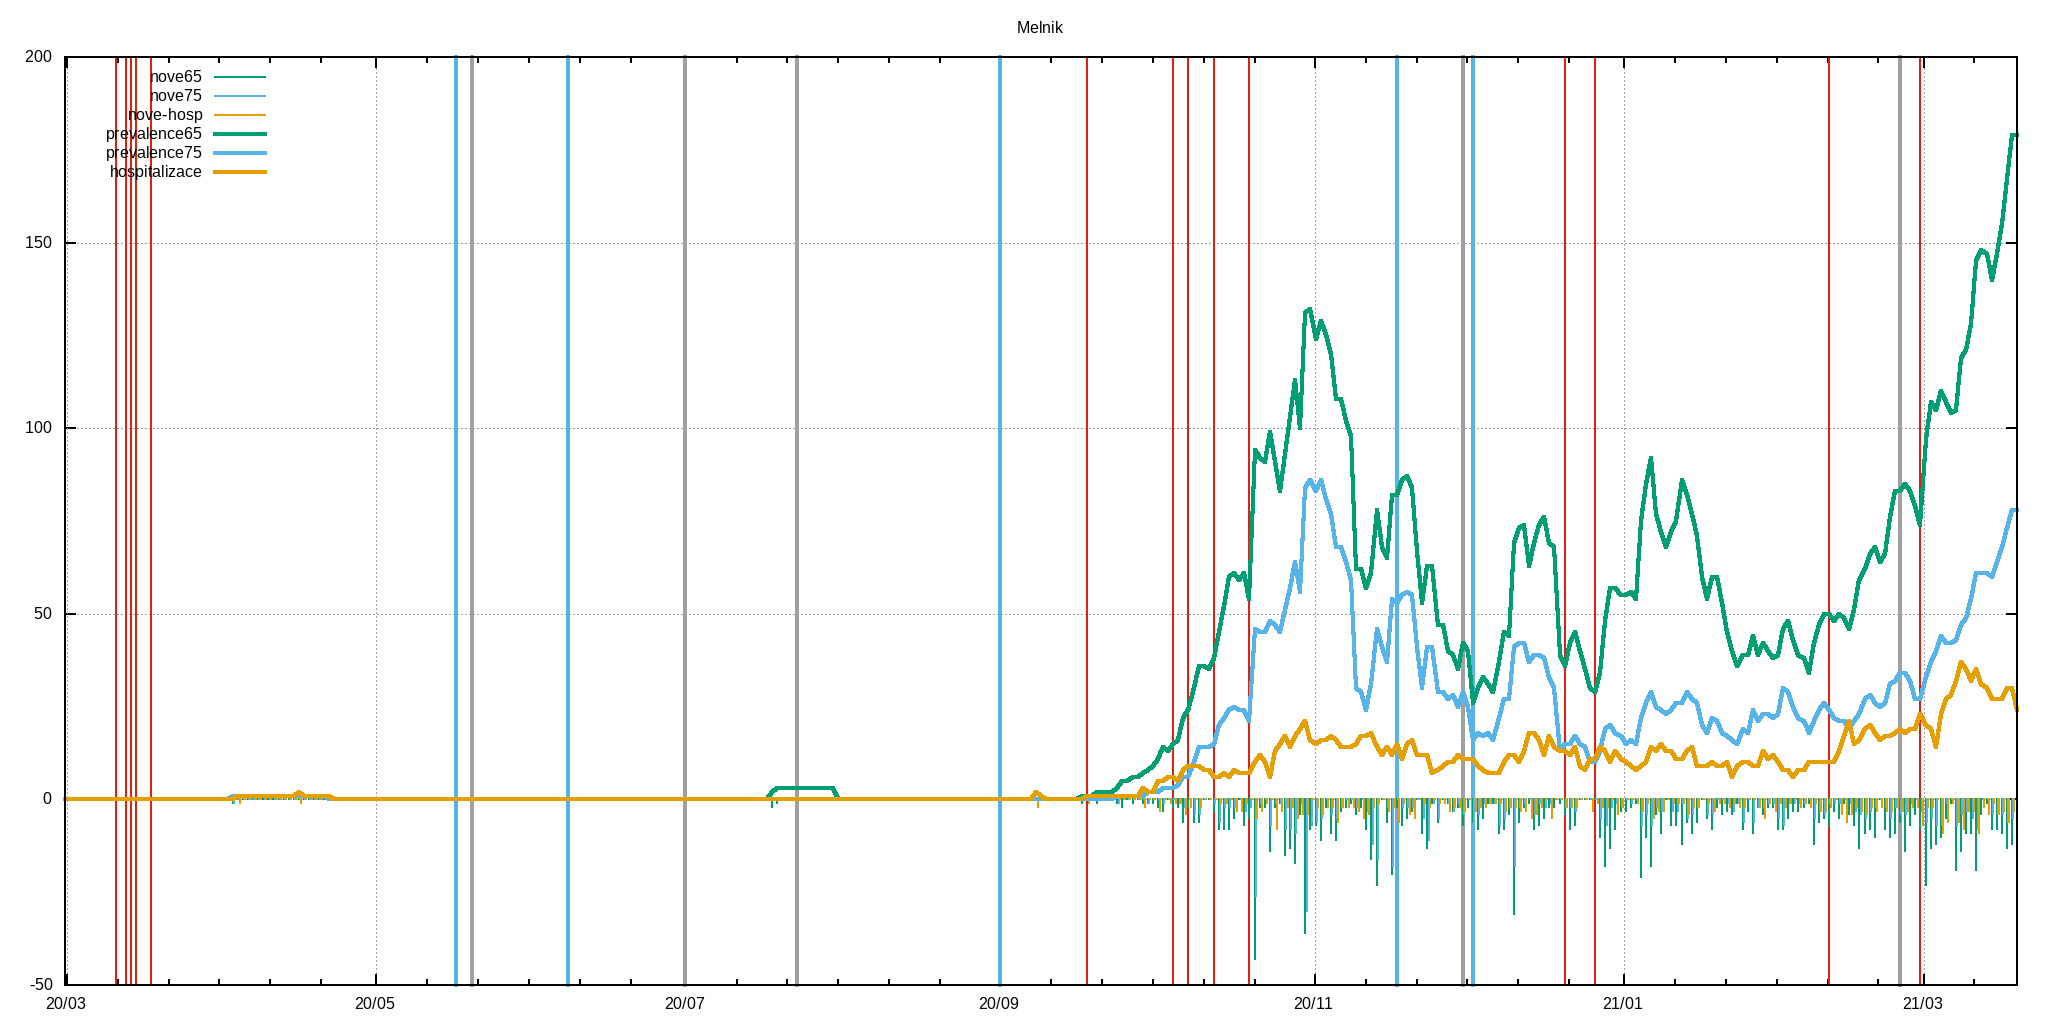 Melnik
200
150
100
50
0
-50
nove65
nove75
nove-hosp
prevalence65
prevalence75
hospitalizace
20/03 20/05 20/07 20/09 20/11 21/01 21/03